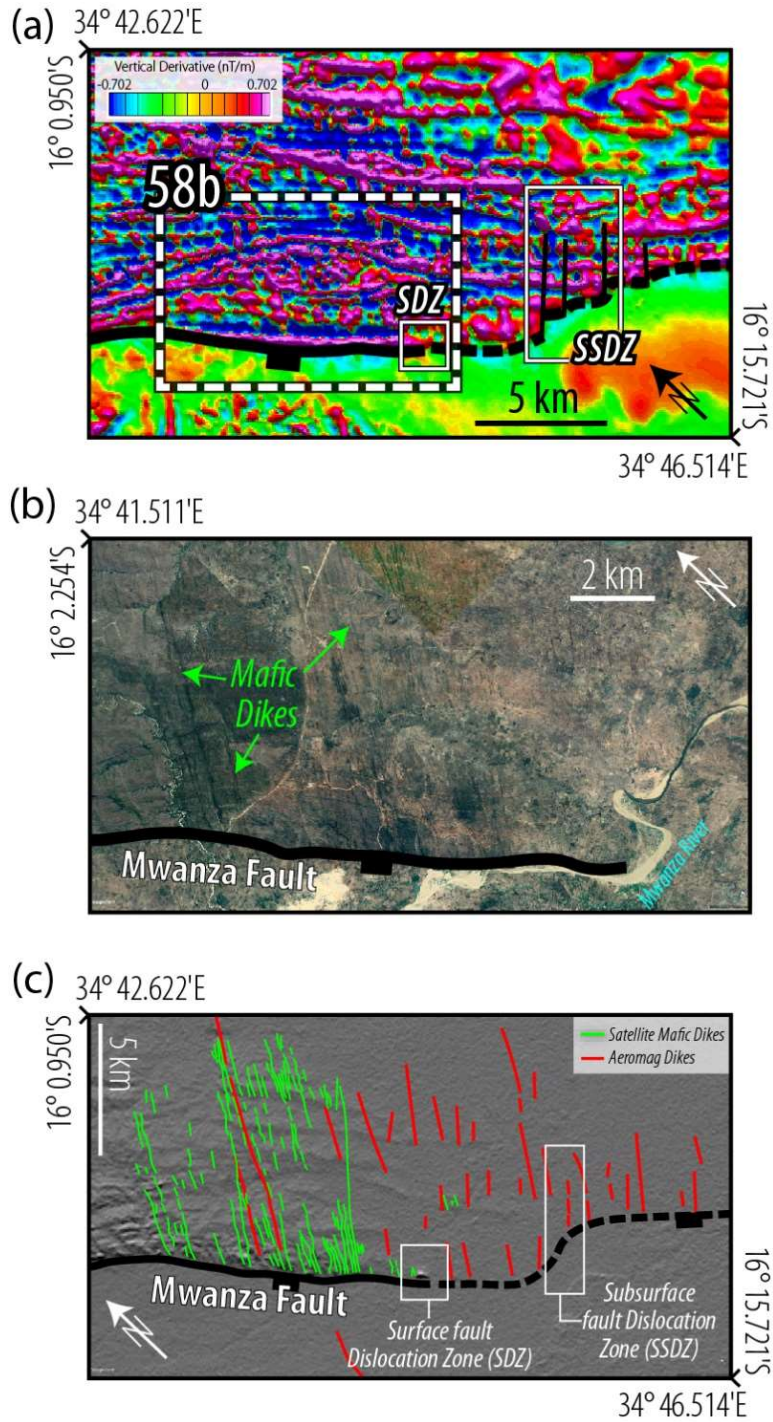 (a)
34° 42.622'E
16° 0.950'S
Vertical Derivative (nT/m)
-0.702 0 0.702
58b
SDZ
SSDZ
5 km
16° 15.721'S
34° 46.514'E
(b)
34° 41.511'E
16° 2.254'S
2 km
Mafic
Dikes
Mwanza Fault
Mwanza River
(c)
34° 42.622'E
16° 0.950'S
5 km
Satellite Mafic Dikes
Aeromag Dikes
Mwanza Fault
Surface fault
Dislocation Zone (SDZ)
Subsurface
fault Dislocation
Zone (SSDZ)
16° 15.721'S
34° 46.514'E